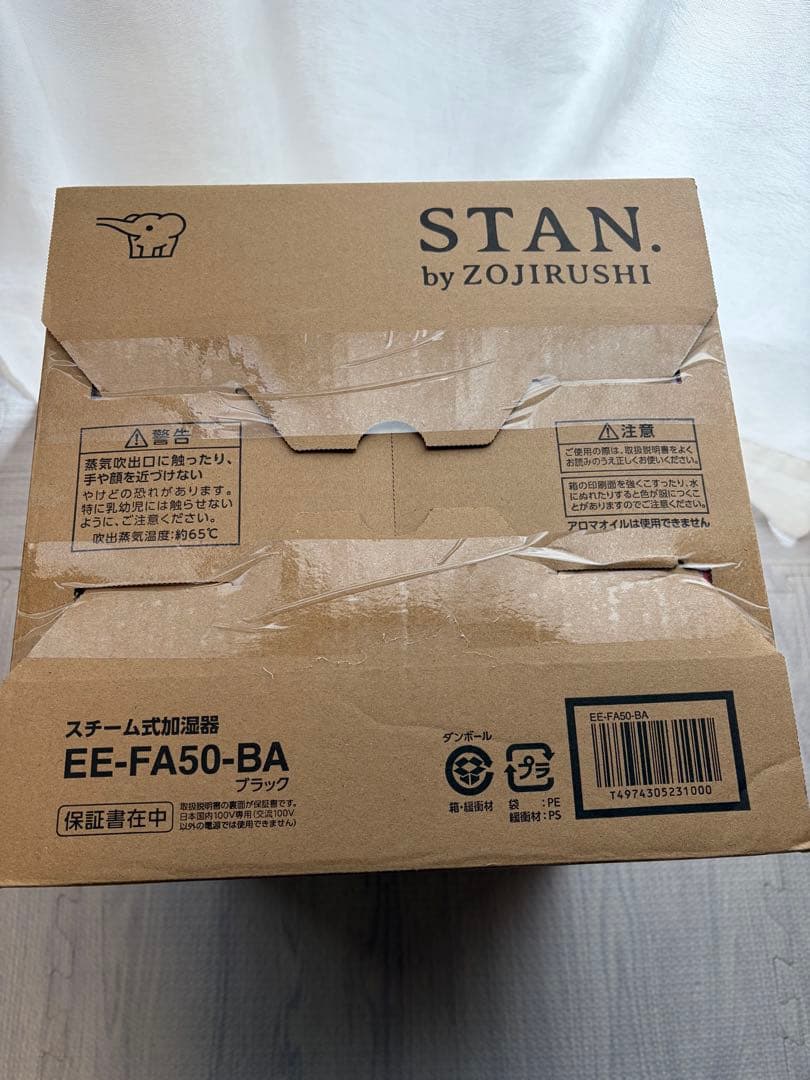 STAN.
by ZOJIRUSHI
警告
蒸気吹出口に触ったり、
手や顔を近づけない
やけどの恐れがあります。
特に乳幼児には触らせない
ように、ご注意ください。
吹出蒸気温度:約65℃
注意
ご使用の際は、取扱説明書をよく
お読みのうえ正しくお使いください。
箱の印刷面を強くこすったり、水
にぬれたりすると色が服につくこ
とがありますのでご注意ください。
アロマオイルは使用できません
スチーム式加湿器
EE-FA50-BA
ブラック
保証書在中
取扱説明書の裏面が保証書です。
日本国内100V専用(交流100V
以外の電源では使用できません)
ダンボール
箱・緩衝材
プラ
袋 :PE
緩衝材:PS
EE-FA50-BA
T4974305231000